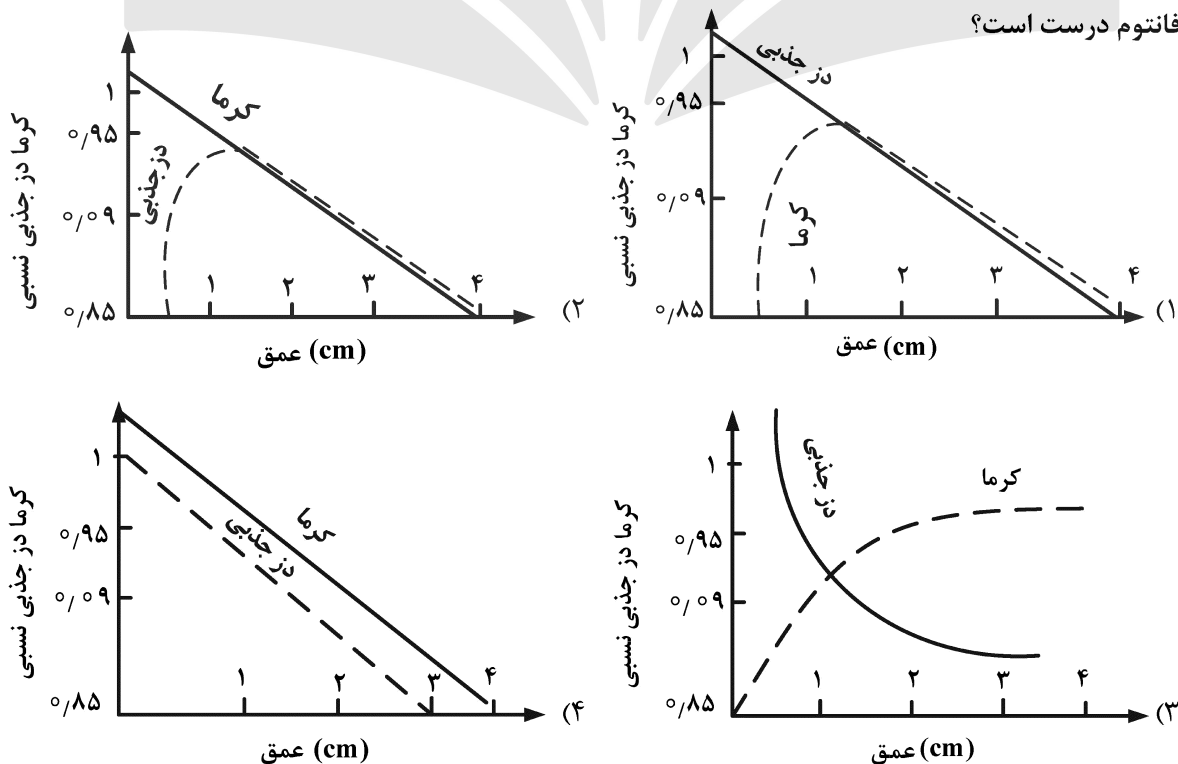 فانتوم درست است؟
۱
۰/۹۵
۰/۰۹
۰/۸۵
۱
۲
۳
۴
دز جذبی
کرما
کرما دز جذبی نسبی
عمق (cm)
(۱
۱
۰/۹۵
۰/۰۹
۰/۸۵
۱
۲
۳
۴
کرما
دز جذبی
کرما دز جذبی نسبی
عمق (cm)
(۲
۱
۰/۹۵
۰/۰۹
۰/۸۵
۱
۲
۳
۴
دز جذبی
کرما
کرما دز جذبی نسبی
عمق (cm)
(۳
۱
۰/۹۵
۰/۰۹
۰/۸۵
۱
۲
۳
۴
کرما
دز جذبی
کرما دز جذبی نسبی
عمق (cm)
(۴